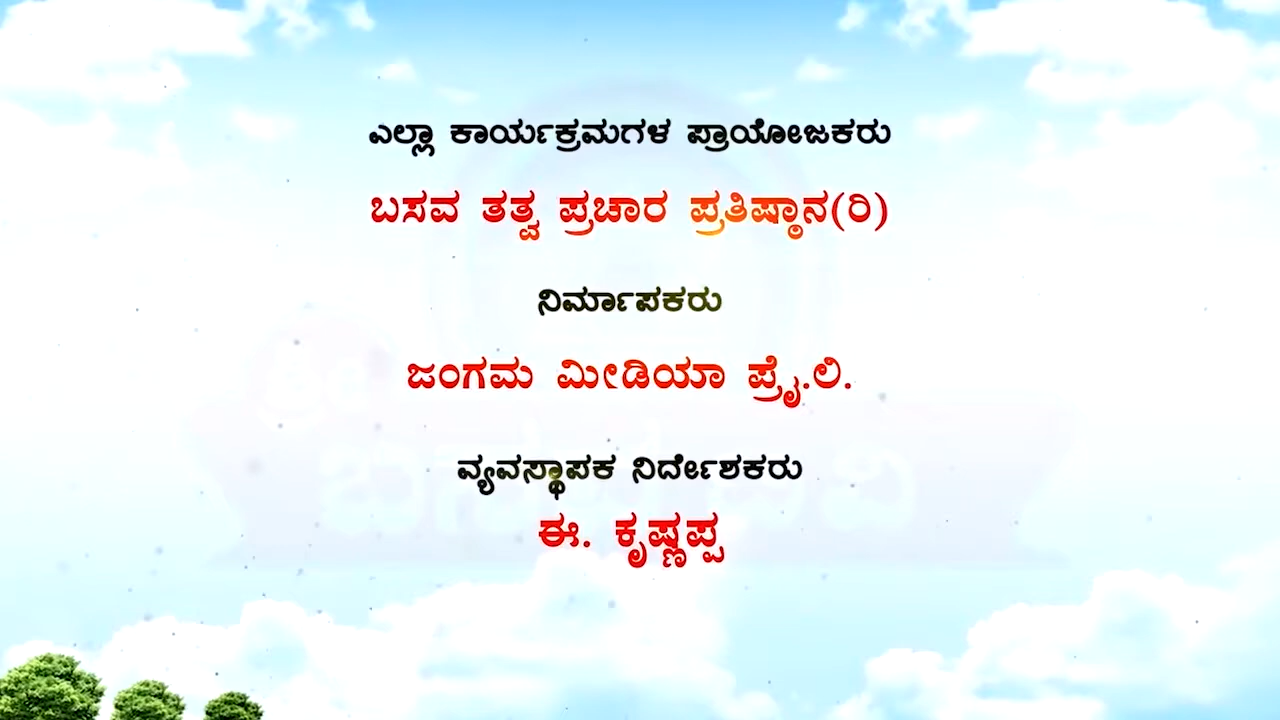 ಎಲ್ಲಾ ಕಾರ್ಯಕ್ರಮಗಳ ಪ್ರಾಯೋಜಕರು
ಬಸವ ತತ್ವ ಪ್ರಚಾರ ಪ್ರತಿಷ್ಠಾನ(ರಿ)
ನಿರ್ಮಾಪಕರು
ಜಂಗಮ ಮೀಡಿಯಾ ಪ್ರೈ.ಲಿ.
ವ್ಯವಸ್ಥಾಪಕ ನಿರ್ದೇಶಕರು
ಈ. ಕೃಷ್ಣಪ್ಪ